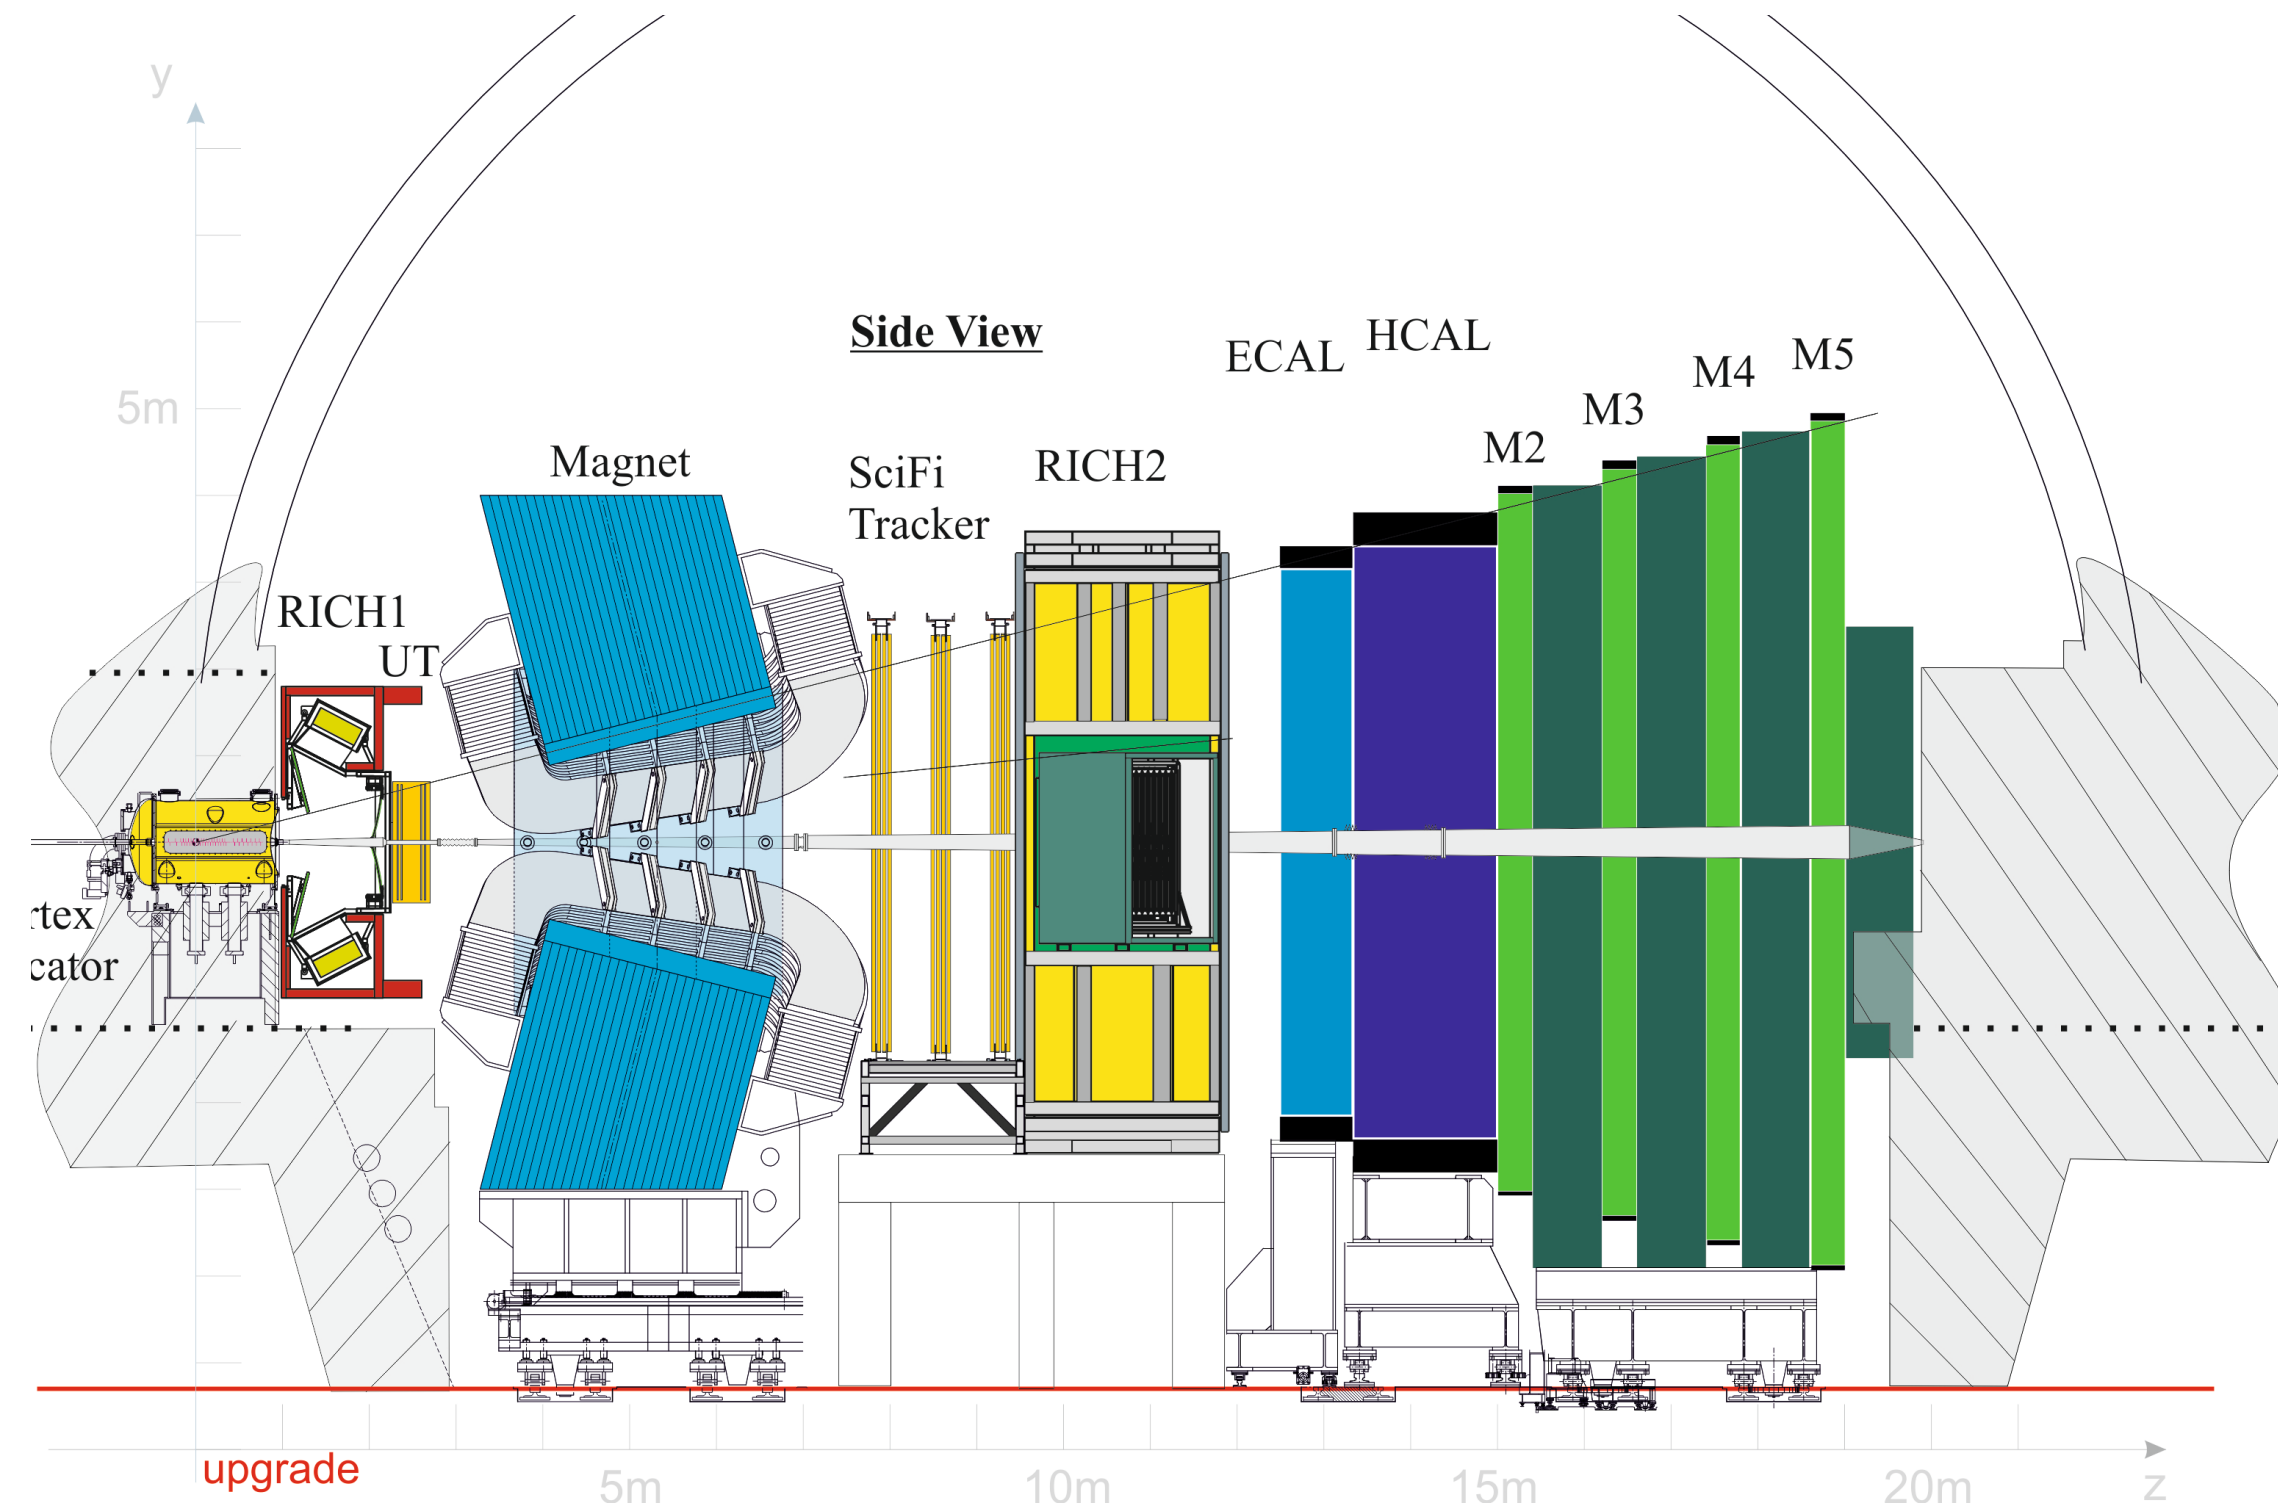 y
5m
Side View
ECAL
HCAL
M2
M3
M4
M5
Magnet
SciFi
Tracker
RICH2
RICH1
UT
rtex
cator
upgrade
5m
10m
15m
20m
z